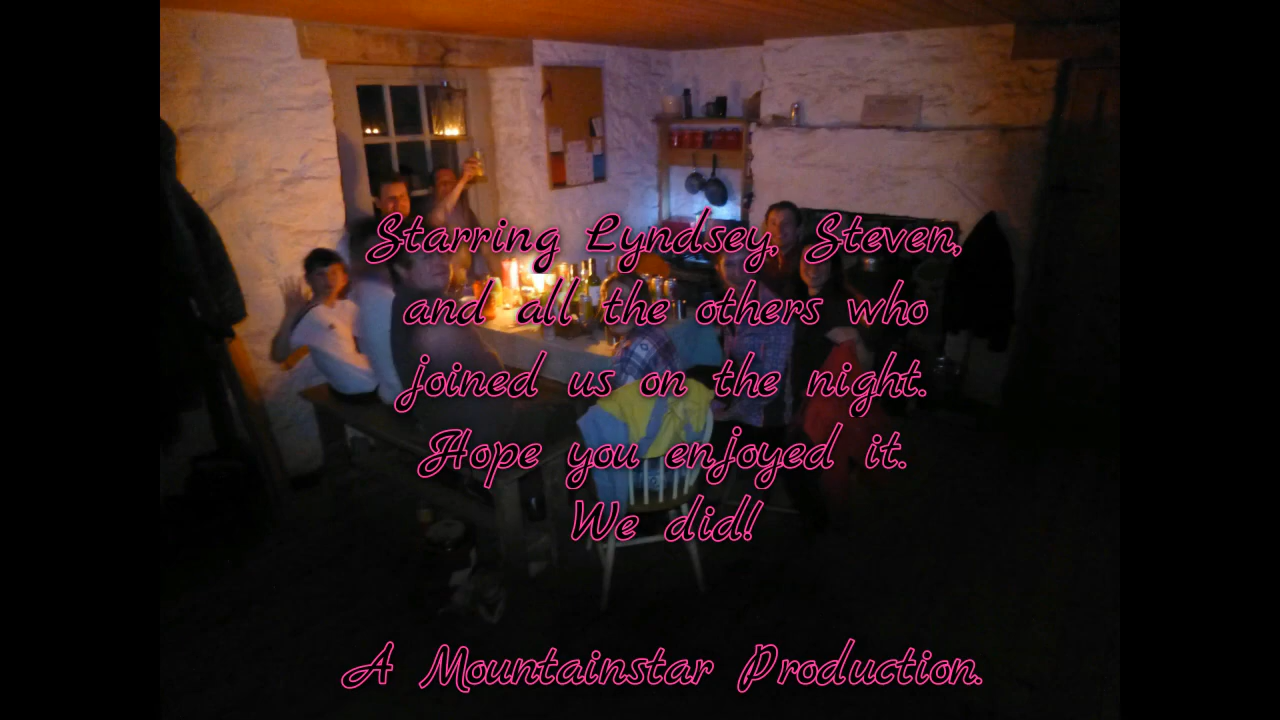 Starring Lyndsey, Steven,
and all the others who
joined us on the night.
Hope you enjoyed it.
We did!
A Mountainstar Production.